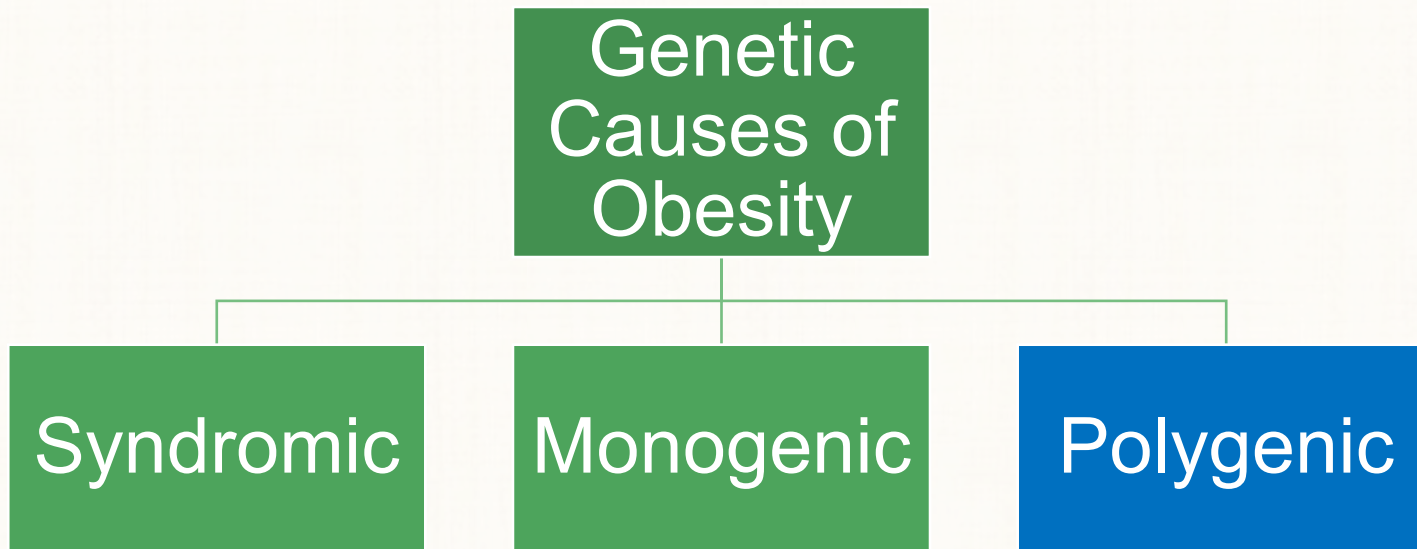 Genetic
Causes of
Obesity
Syndromic
Monogenic
Polygenic